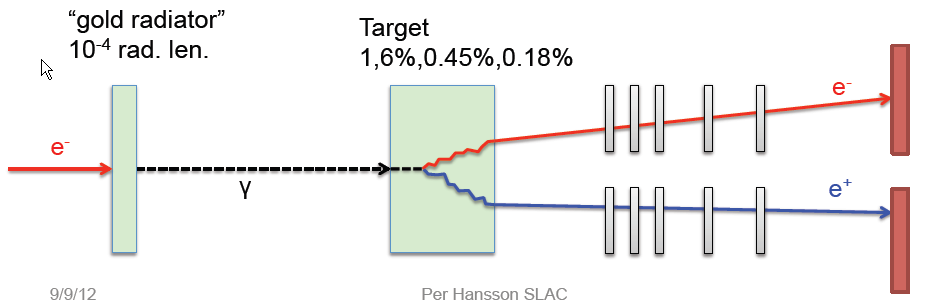 “gold radiator”
10⁻⁴ rad. len.
Target
1,6%,0.45%,0.18%
e⁻
γ
e⁻
e⁺
9/9/12
Per Hansson SLAC